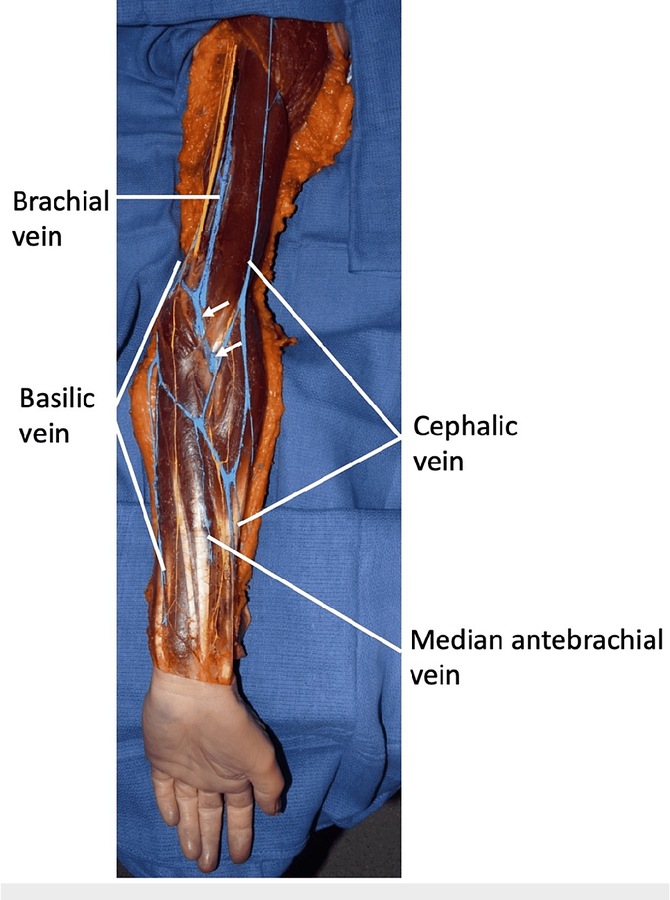 Brachial
vein
Basilic
vein
Cephalic
vein
Median antebrachial
vein